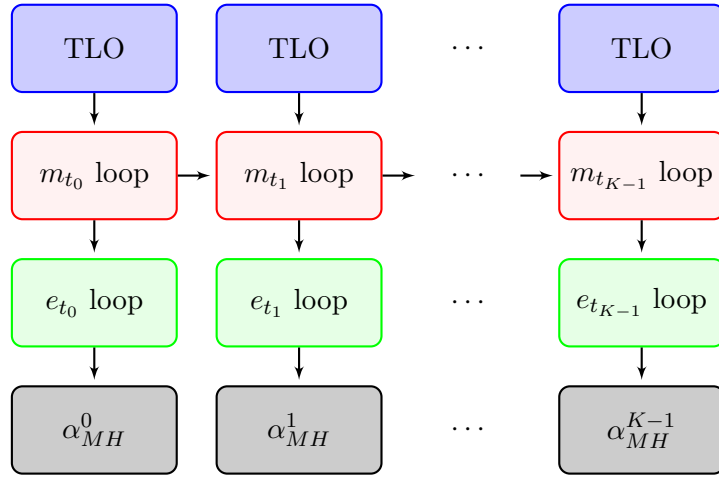 TLO TLO ⋯ TLO
m_{t_0} loop m_{t_1} loop ⋯ m_{t_{K-1}} loop
e_{t_0} loop e_{t_1} loop ⋯ e_{t_{K-1}} loop
α^0_{MH} α^1_{MH} ⋯ α^{K-1}_{MH}